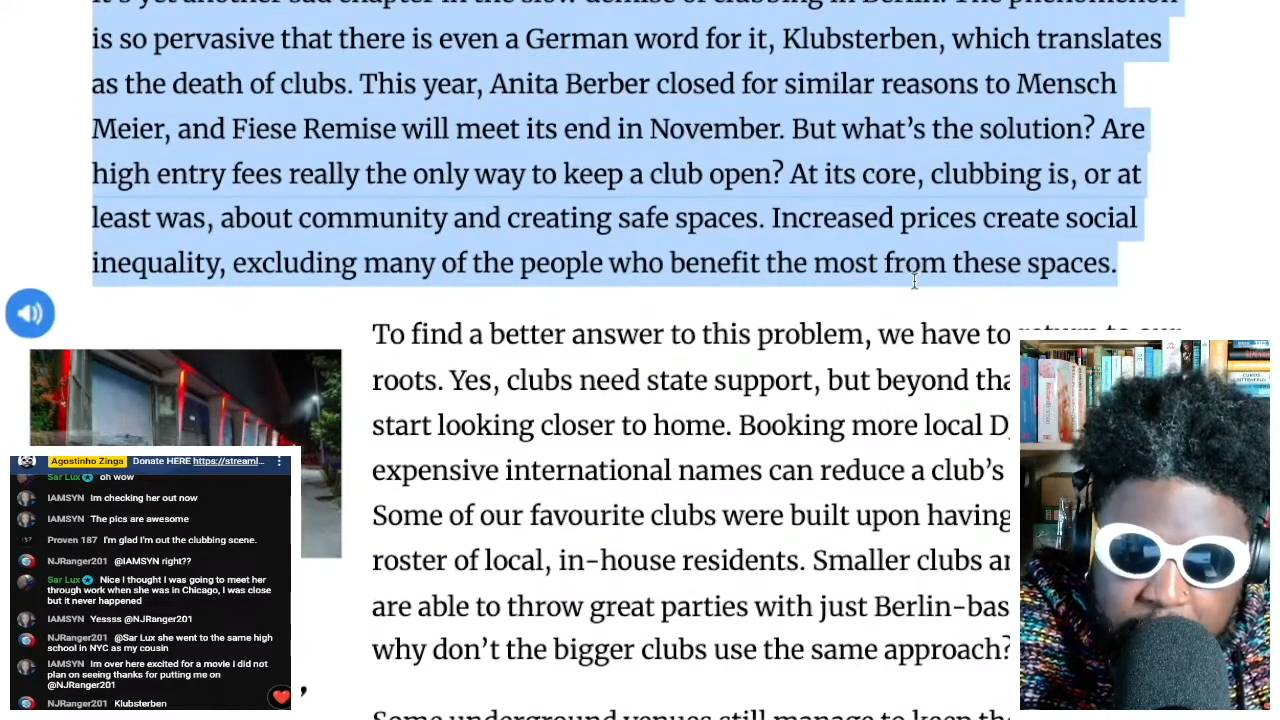 is so pervasive that there is even a German word for it, Klubsterben, which translates
as the death of clubs. This year, Anita Berber closed for similar reasons to Mensch
Meier, and Fiese Remise will meet its end in November. But what’s the solution? Are
high entry fees really the only way to keep a club open? At its core, clubbing is, or at
least was, about community and creating safe spaces. Increased prices create social
inequality, excluding many of the people who benefit the most from these spaces.
To find a better answer to this problem, we have to
roots. Yes, clubs need state support, but beyond
start looking closer to home. Booking more local
expensive international names can reduce a club’s
Some of our favourite clubs were built upon having
roster of local, in-house residents. Smaller clubs
are able to throw great parties with just
why don’t the bigger clubs use the same approach?
Agostinho Zinga Donate HERE https://streaml...
Sar Lux oh wow
IAMSYN Im checking her out now
IAMSYN The pics are awesome
Proven 187 I'm glad I'm out the clubbing scene.
NJRanger201 @IAMSYN right??
Sar Lux Nice I thought I was going to meet her
through work when she was in Chicago, I was close
but it never happened
IAMSYN Yessss @NJRanger201
NJRanger201 @Sar Lux she went to the same high
school in NYC as my cousin
IAMSYN Im over here excited for a movie i did not
plan on seeing thanks for putting me on
@NJRanger201
NJRanger201 Klubsterben